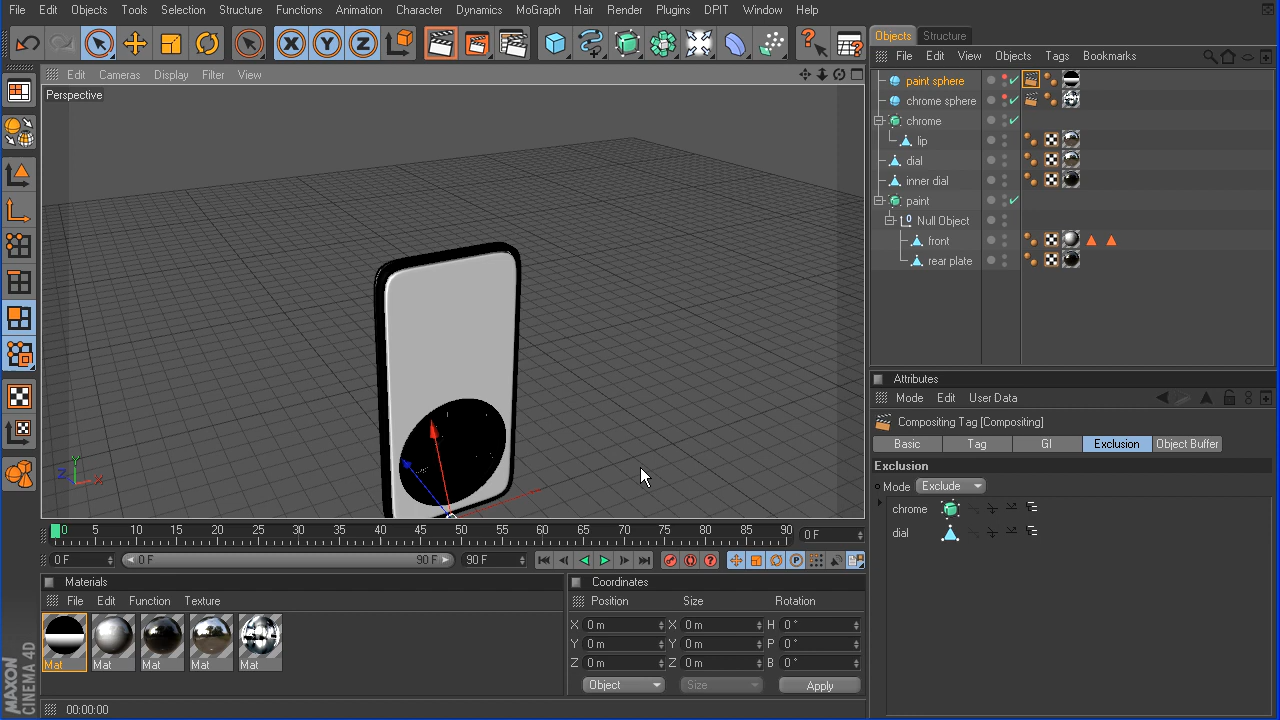 File Edit Objects Tools Selection Structure Functions Animation Character Dynamics MoGraph Hair Render Plugins DPIT Window Help
Objects Structure
File Edit View Objects Tags Bookmarks
Edit Cameras Display Filter View
Perspective
paint sphere
chrome sphere
chrome
lip
dial
inner dial
paint
Null Object
front
rear plate
Attributes
Mode Edit User Data
Compositing Tag [Compositing]
Basic Tag GI Exclusion Object Buffer
Exclusion
Mode Exclude
chrome
dial
Y
Z X
0 5 10 15 20 25 30 35 40 45 50 55 60 65 70 75 80 85 90 0 F
0 F 0 F 90 F 90 F
Materials
File Edit Function Texture
Mat Mat Mat Mat Mat
Coordinates
Position Size Rotation
X 0 m X 0 m H 0 °
Y 0 m Y 0 m P 0 °
Z 0 m Z 0 m B 0 °
Object Size Apply
MAXON
CINEMA 4D
00:00:00